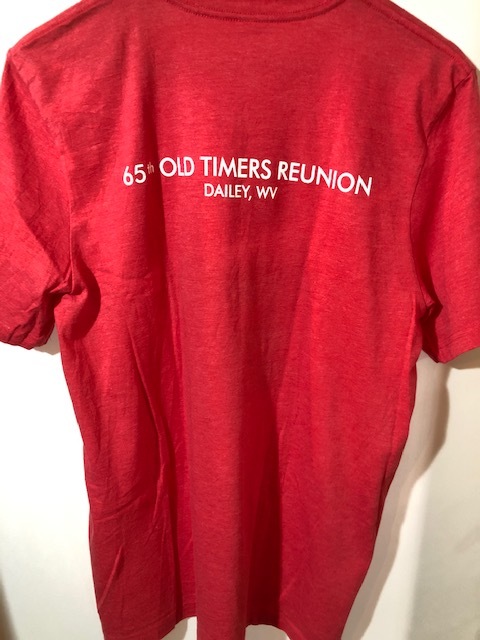 65th OLD TIMERS REUNION
DAILEY, WV